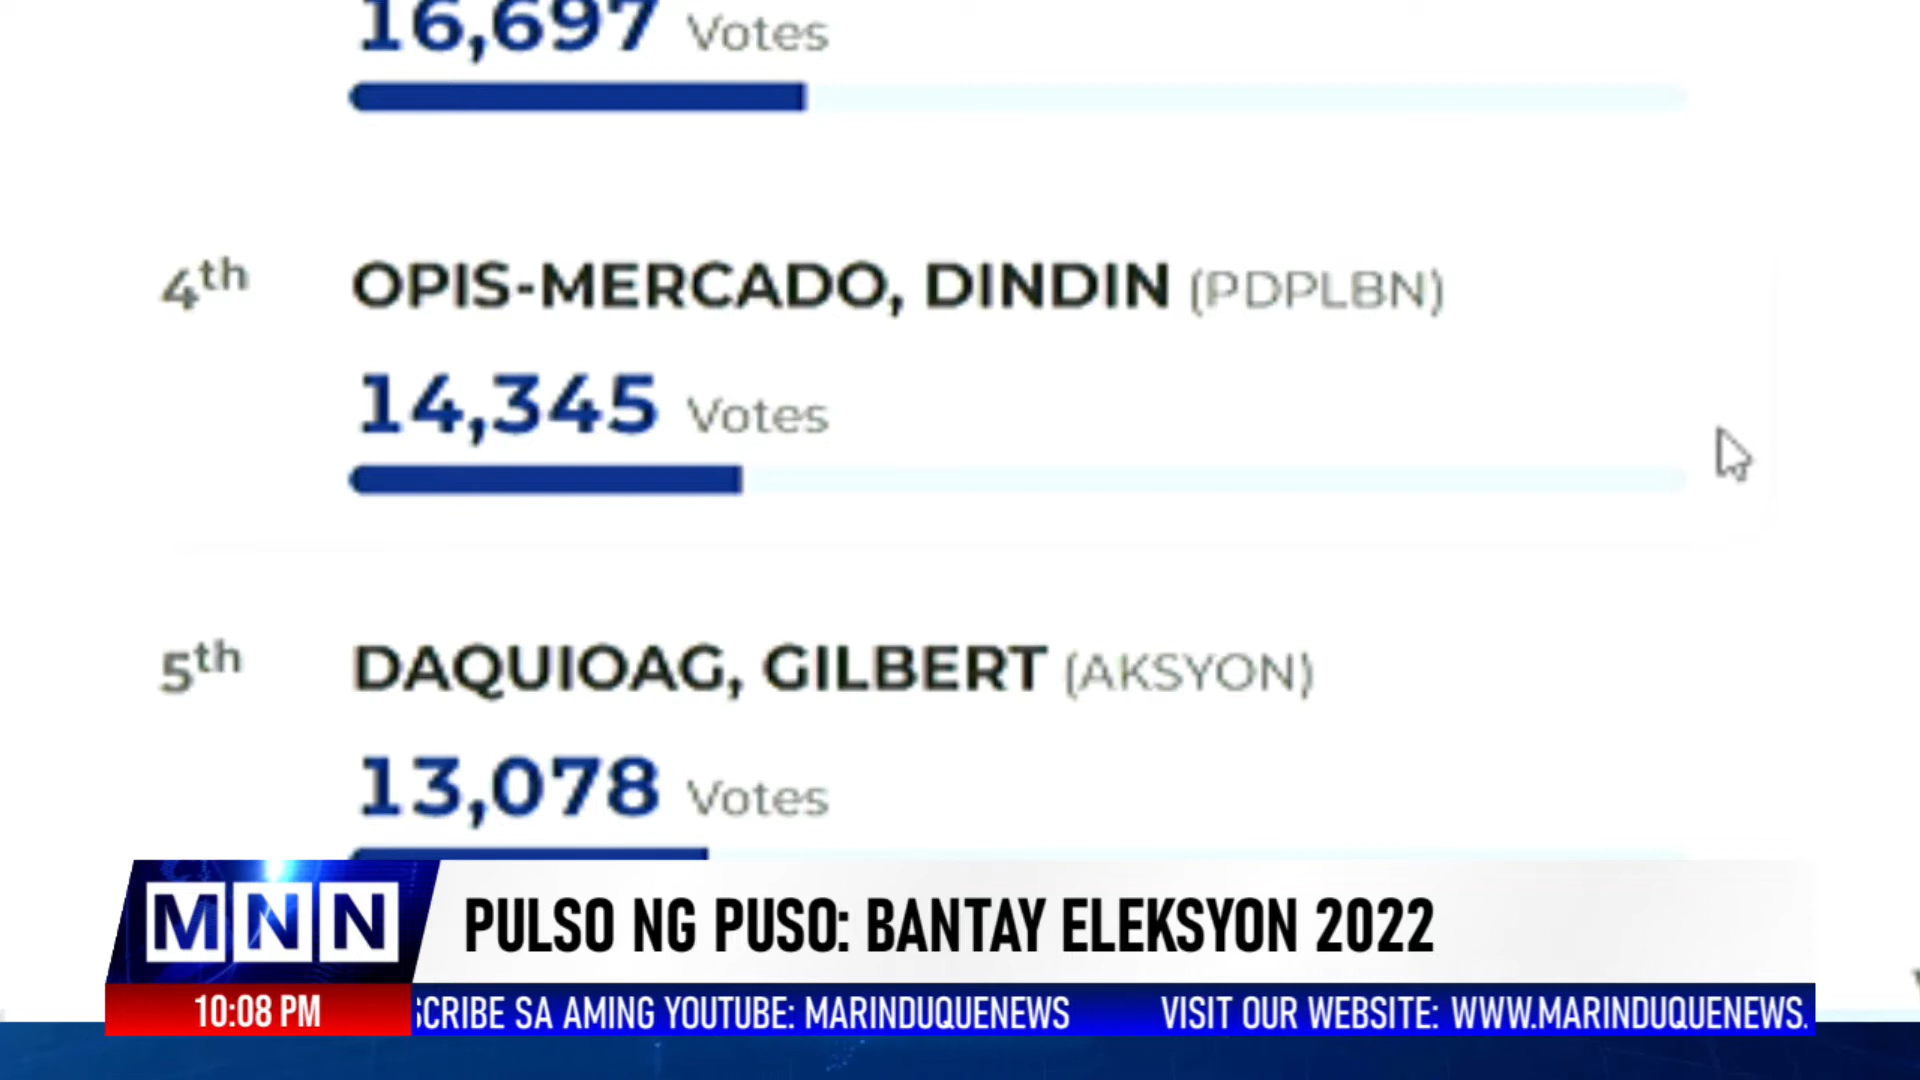 16,697 Votes
4th OPIS-MERCADO, DINDIN (PDPLBN)
14,345 Votes
5th DAQUIOAG, GILBERT (AKSYON)
13,078 Votes
MNN PULSO NG PUSO: BANTAY ELEKSYON 2022
10:08 PM SCRIBE SA AMING YOUTUBE: MARINDUQUENEWS VISIT OUR WEBSITE: WWW.MARINDUQUENEWS.